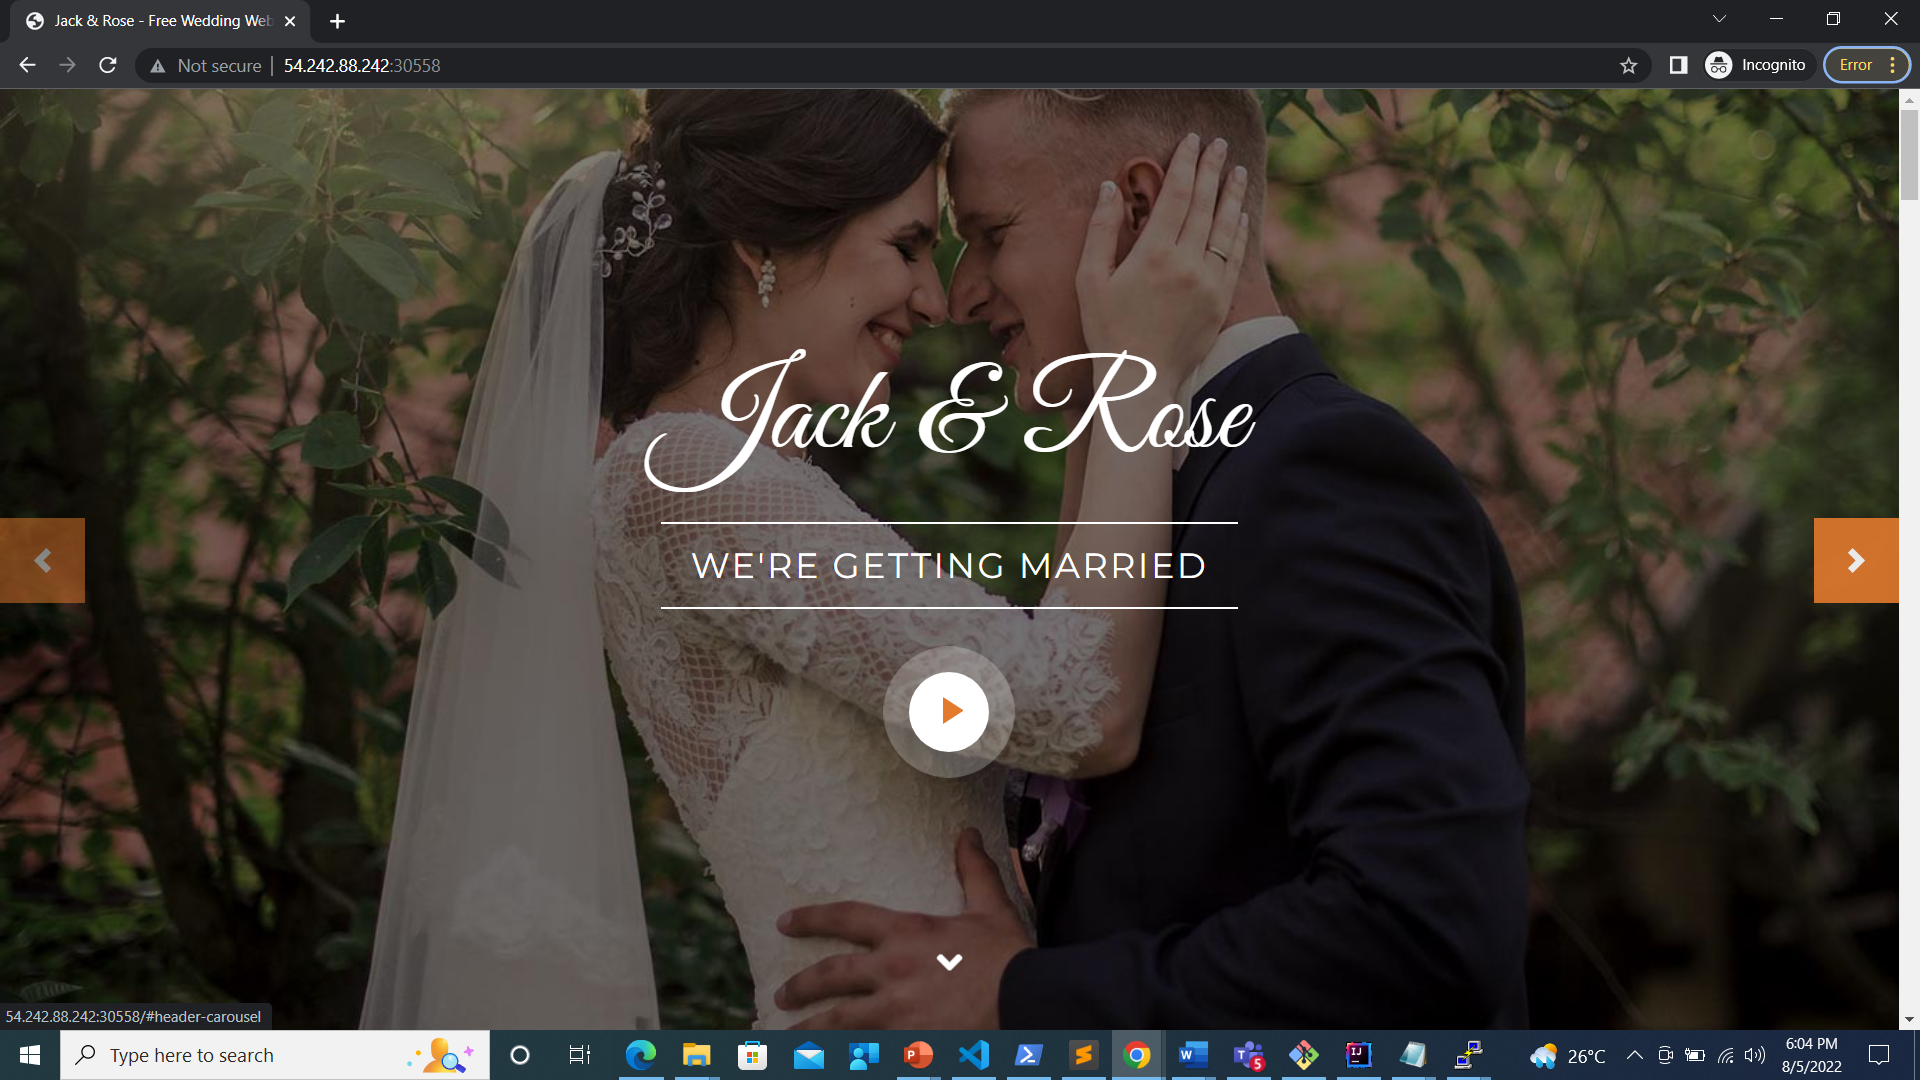 Jack & Rose - Free Wedding Web
Not secure | 54.242.88.242:30558
Incognito
Error
Jack & Rose
WE'RE GETTING MARRIED
54.242.88.242:30558/#header-carousel
Type here to search
P
W
T
5
IJ
26°C
6:04 PM
8/5/2022